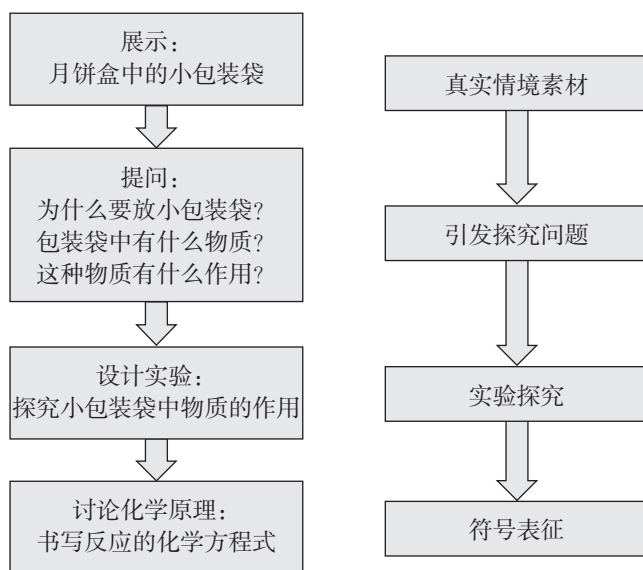 展示：
月饼盒中的小包装袋
提问：
为什么要放小包装袋？
包装袋中有什么物质？
这种物质有什么作用？
设计实验：
探究小包装袋中物质的作用
讨论化学原理：
书写反应的化学方程式
真实情境素材
引发探究问题
实验探究
符号表征